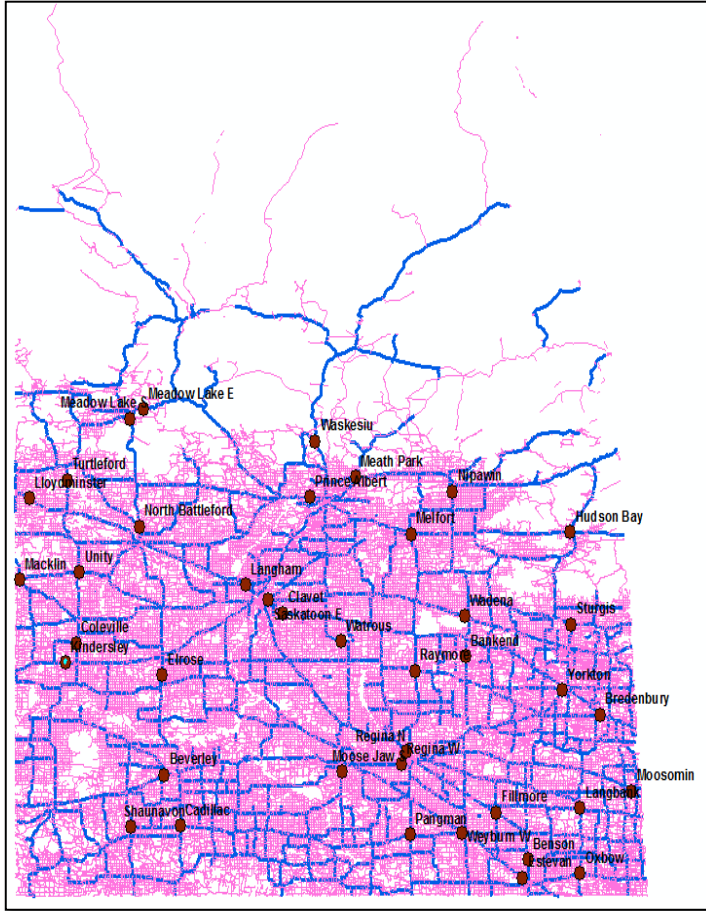 Meadow Lake E
Meadow Lake S
Waskesiu
Turtleford
Meath Park
Lloydminster
Nipawin
Prince Albert
North Battleford
Hudson Bay
Melfort
Macklin
Unity
Langham
Clavet
Saskatoon E
Wadena
Sturgis
Coleville
Watrous
Kindersley
Bankend
Elrose
Raymore
Yorkton
Bredenbury
Regina N
Regina W
Beverley
Moose Jaw S
Moosomin
Shaunavon
Cadillac
Fillmore
Langbank
Pangman
Weyburn W
Benson
Estevan
Oxbow